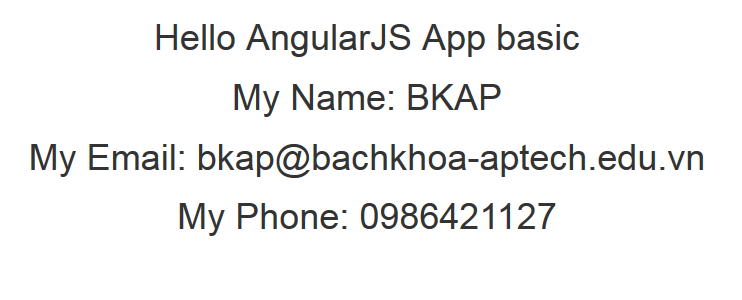 Hello AngularJS App basic
My Name: BKAP
My Email: bkap@bachkhoa-aptech.edu.vn
My Phone: 0986421127